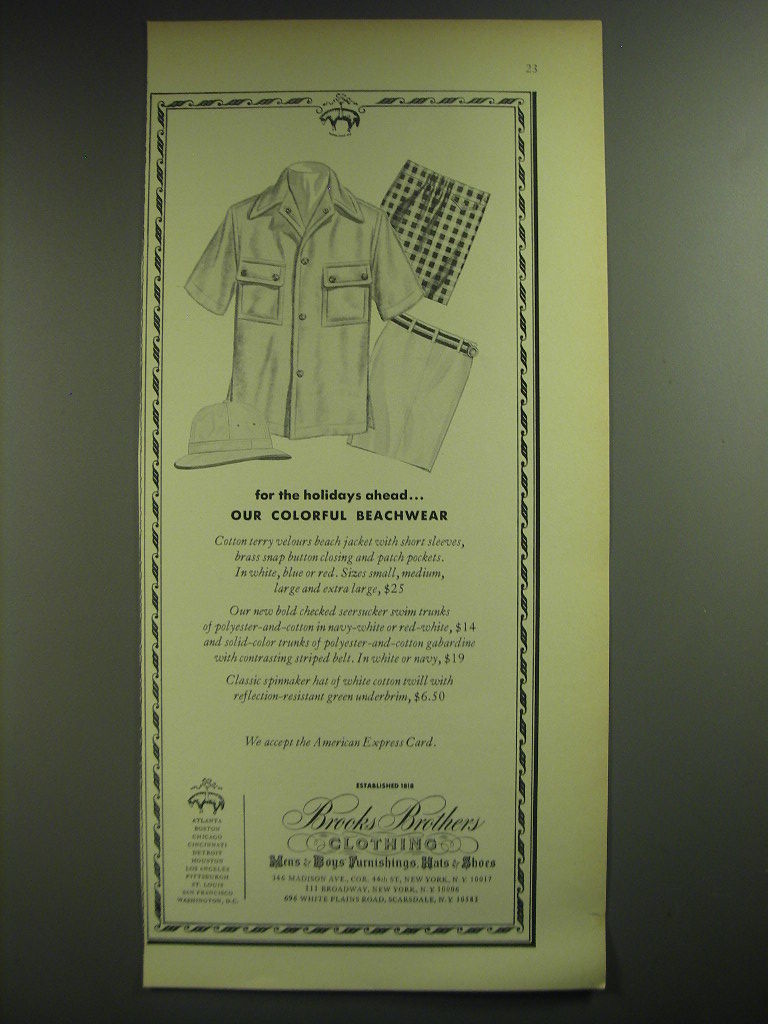 23
for the holidays ahead...
OUR COLORFUL BEACHWEAR
Cotton terry velours beach jacket with short sleeves,
brass snap button closing and patch pockets.
In white, blue or red. Sizes small, medium,
large and extra large, $25
Our new bold checked seersucker swim trunks
of polyester-and-cotton in navy-white or red-white, $14
and solid-color trunks of polyester-and-cotton gabardine
with contrasting striped belt. In white or navy, $19
Classic spinnaker hat of white cotton twill with
reflection-resistant green underbrim, $6.50
We accept the American Express Card.
ATLANTA
BOSTON
CHICAGO
CINCINNATI
DETROIT
HOUSTON
LOS ANGELES
PITTSBURGH
ST. LOUIS
SAN FRANCISCO
WASHINGTON, D.C.
ESTABLISHED 1818
Brooks Brothers
CLOTHING
Mens & Boys' Furnishings, Hats & Shoes
346 MADISON AVE., COR. 44th ST., NEW YORK, N.Y. 10017
111 BROADWAY, NEW YORK, N.Y. 10006
696 WHITE PLAINS ROAD, SCARSDALE, N.Y. 10583